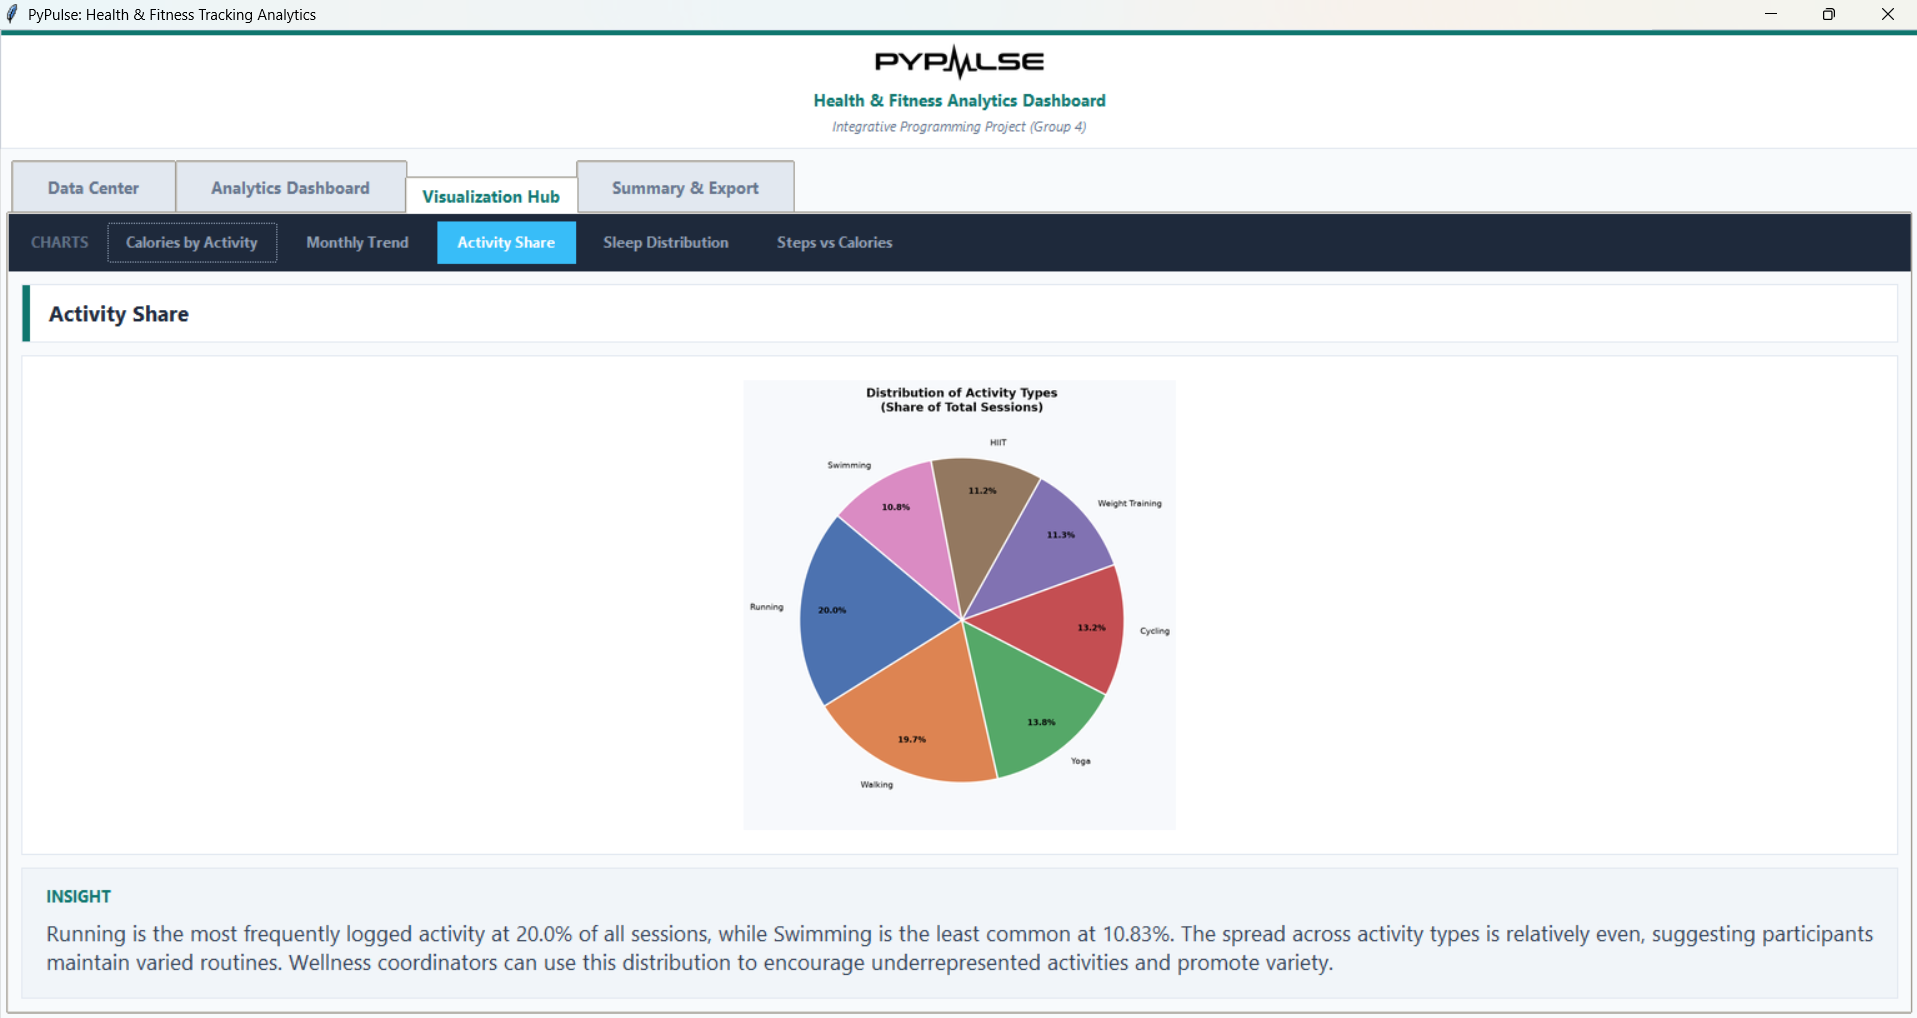 PyPulse: Health & Fitness Tracking Analytics
PYPULSE
Health & Fitness Analytics Dashboard
Integrative Programming Project (Group 4)
Data Center
Analytics Dashboard
Visualization Hub
Summary & Export
CHARTS
Calories by Activity
Monthly Trend
Activity Share
Sleep Distribution
Steps vs Calories
Activity Share
Distribution of Activity Types
(Share of Total Sessions)
HIIT
Swimming
11.2%
Weight Training
10.8%
11.3%
Running
20.0%
13.2%
Cycling
13.8%
19.7%
Yoga
Walking
INSIGHT
Running is the most frequently logged activity at 20.0% of all sessions, while Swimming is the least common at 10.83%. The spread across activity types is relatively even, suggesting participants
maintain varied routines. Wellness coordinators can use this distribution to encourage underrepresented activities and promote variety.